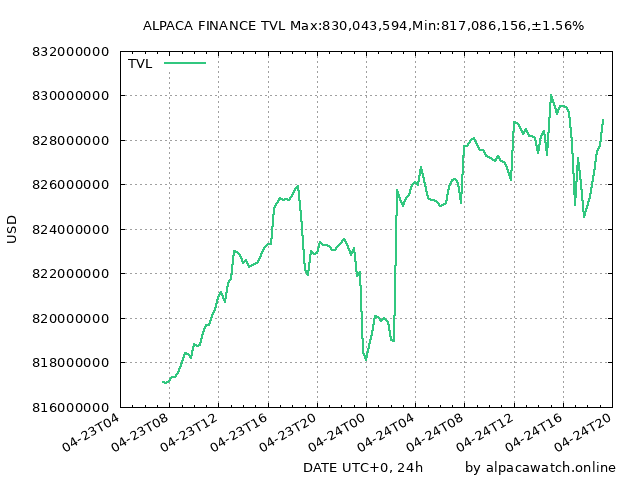 ALPACA FINANCE TVL Max:830,043,594,Min:817,086,156,±1.56%
832000000
TVL
830000000
828000000
826000000
824000000
USD
822000000
820000000
818000000
816000000
04-23T04
04-23T08
04-23T12
04-23T16
04-23T20
04-24T00
04-24T04
04-24T08
04-24T12
04-24T16
04-24T20
DATE UTC+0, 24h
by alpacawatch.online